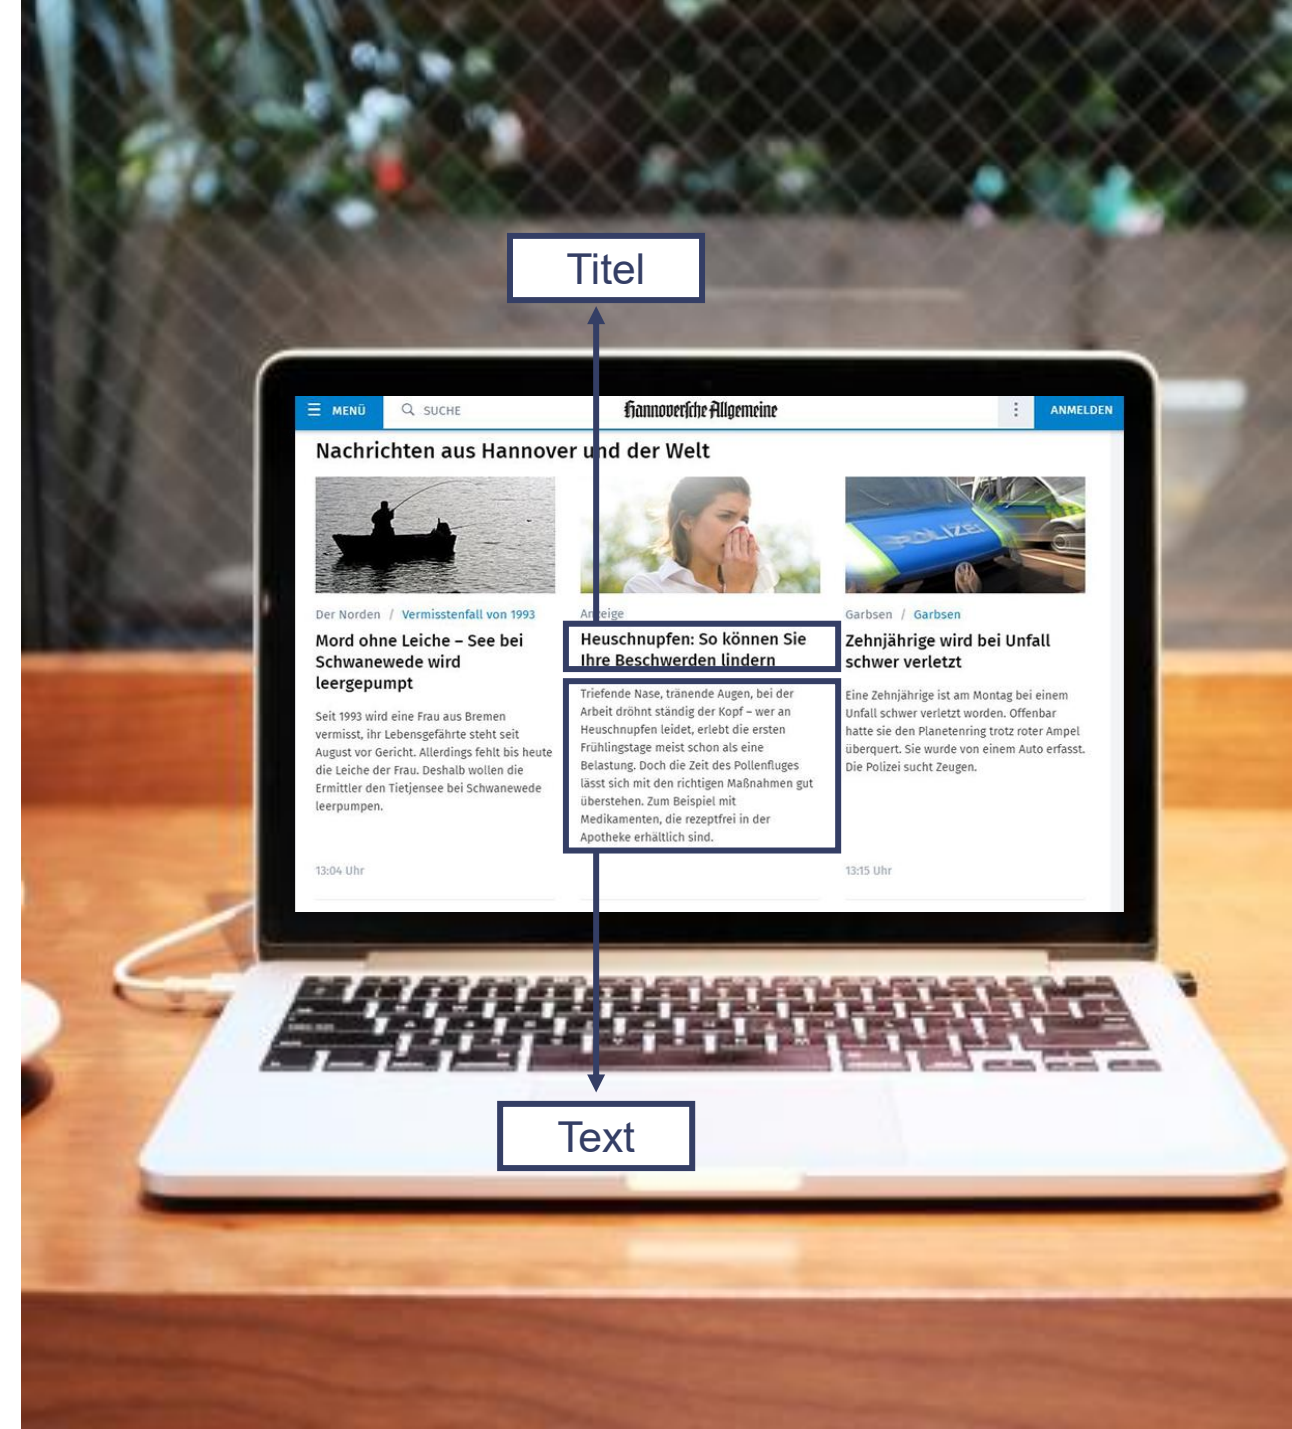 Titel
MENÜ
SUCHE
Hannoversche Allgemeine
ANMELDEN
Nachrichten aus Hannover und der Welt
POLIZEI
Der Norden / Vermisstenfall von 1993
Mord ohne Leiche – See bei
Schwanewede wird
leergepumpt
Seit 1993 wird eine Frau aus Bremen
vermisst, ihr Lebensgefährte steht seit
August vor Gericht. Allerdings fehlt bis heute
die Leiche der Frau. Deshalb wollen die
Ermittler den Tietjensee bei Schwanewede
leerpumpen.
13:04 Uhr
Anzeige
Heuschnupfen: So können Sie
Ihre Beschwerden lindern
Triefende Nase, tränende Augen, bei der
Arbeit dröhnt ständig der Kopf – wer an
Heuschnupfen leidet, erlebt die ersten
Frühlingstage meist schon als eine
Belastung. Doch die Zeit des Pollenfluges
lässt sich mit den richtigen Maßnahmen gut
überstehen. Zum Beispiel mit
Medikamenten, die rezeptfrei in der
Apotheke erhältlich sind.
Garbsen / Garbsen
Zehnjährige wird bei Unfall
schwer verletzt
Eine Zehnjährige ist am Montag bei einem
Unfall schwer verletzt worden. Offenbar
hatte sie den Planetenring trotz roter Ampel
überquert. Sie wurde von einem Auto erfasst.
Die Polizei sucht Zeugen.
13:15 Uhr
Text